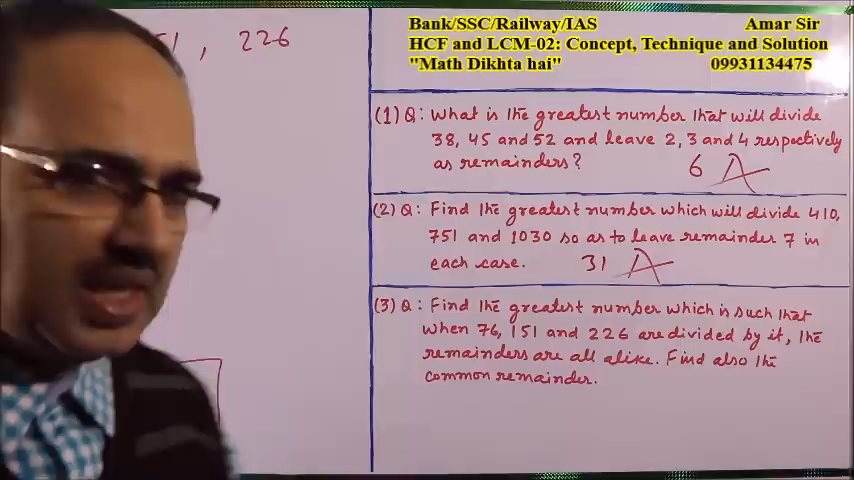 51, 226
Bank/SSC/Railway/IAS Amar Sir
HCF and LCM-02: Concept, Technique and Solution
"Math Dikhta hai" 09931134475
(1) Q: What is the greatest number that will divide
38, 45 and 52 and leave 2, 3 and 4 respectively
as remainders? 6 A
(2) Q: Find the greatest number which will divide 410,
751 and 1030 so as to leave remainder 7 in
each case. 31 A
(3) Q: Find the greatest number which is such that
when 76, 151 and 226 are divided by it, the
remainders are all alike. Find also the
common remainder.